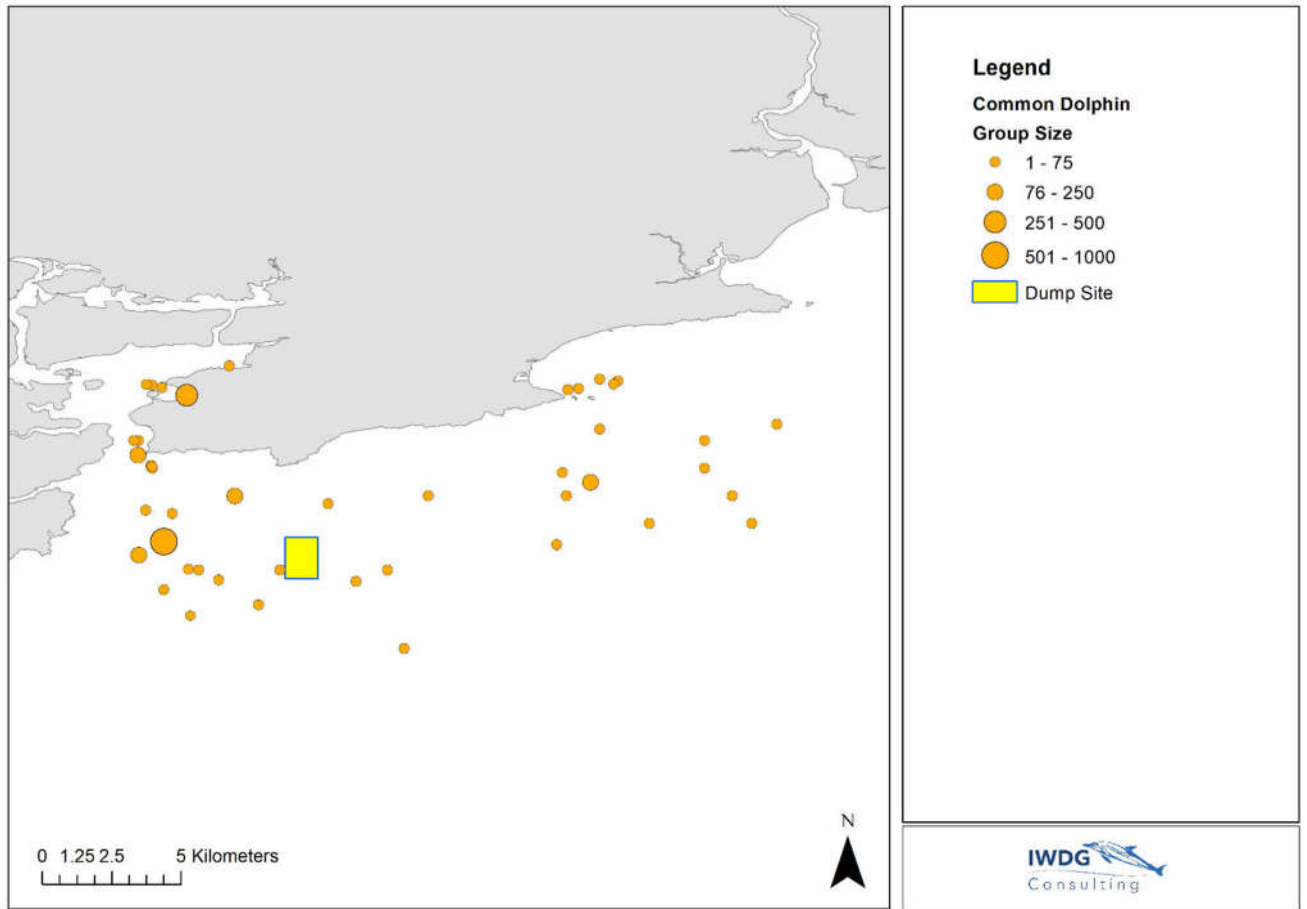 Legend
Common Dolphin
Group Size
1 - 75
76 - 250
251 - 500
501 - 1000
Dump Site
N
0 1.25 2.5 5 Kilometers
IWDG
Consulting